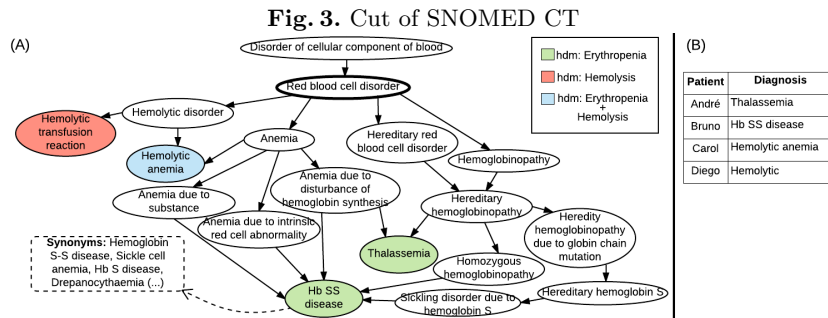 Fig. 3. Cut of SNOMED CT
(A)
Disorder of cellular component of blood
Red blood cell disorder
hdm: Erythropenia
hdm: Hemolysis
hdm: Erythropenia
+
Hemolysis
Hemolytic
transfusion
reaction
Hemolytic disorder
Anemia
Hereditary red
blood cell disorder
Hemoglobinopathy
Hemolytic
anemia
Anemia due to
substance
Anemia due to intrinsic
red cell abnormality
Anemia due to
disturbance of
hemoglobin synthesis
Hereditary
hemoglobinopathy
Heredity
hemoglobinopathy
due to globin chain
mutation
Thalassemia
Homozygous
hemoglobinopathy
Synonyms: Hemoglobin
S-S disease, Sickle cell
anemia, Hb S disease,
Drepanocythaemia (...)
Hb SS
disease
Sickling disorder due to
hemoglobin S
Hereditary hemoglobin S
(B)
Patient Diagnosis
André Thalassemia
Bruno Hb SS disease
Carol Hemolytic anemia
Diego Hemolytic